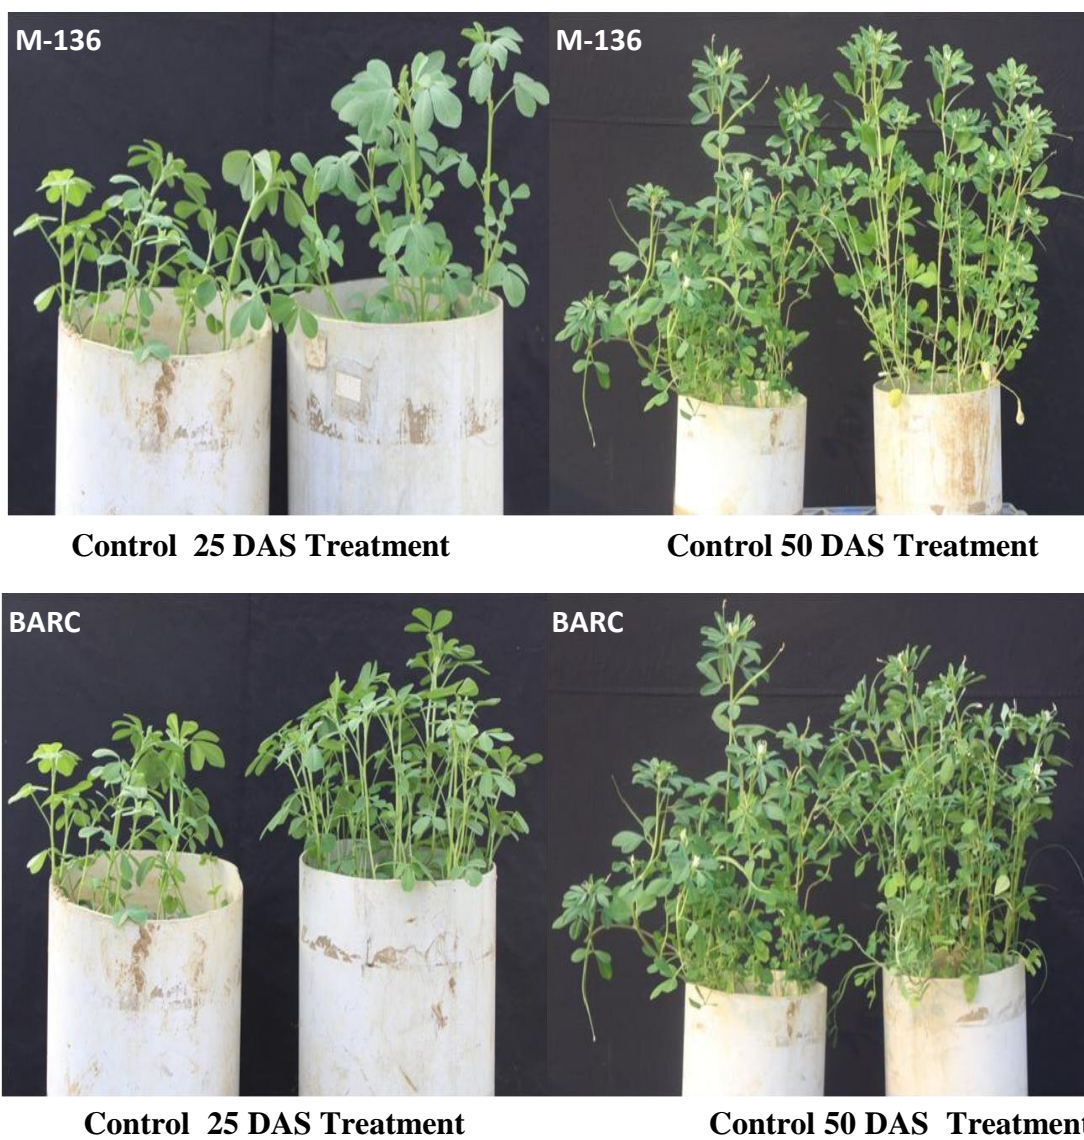 M-136
M-136
Control 25 DAS Treatment
Control 50 DAS Treatment
BARC
BARC
Control 25 DAS Treatment
Control 50 DAS Treatment